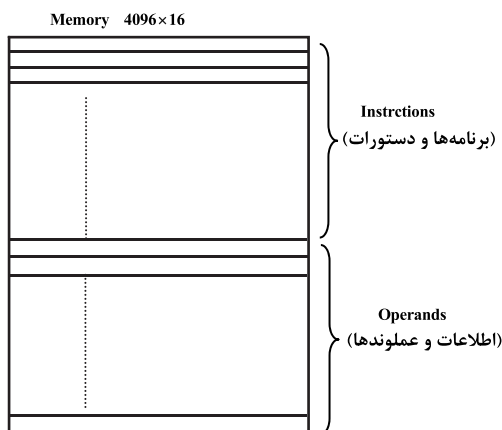 Memory 4096×16
Instrctions
(برنامه‌ها و دستورات)
Operands
(اطلاعات و عملوندها)